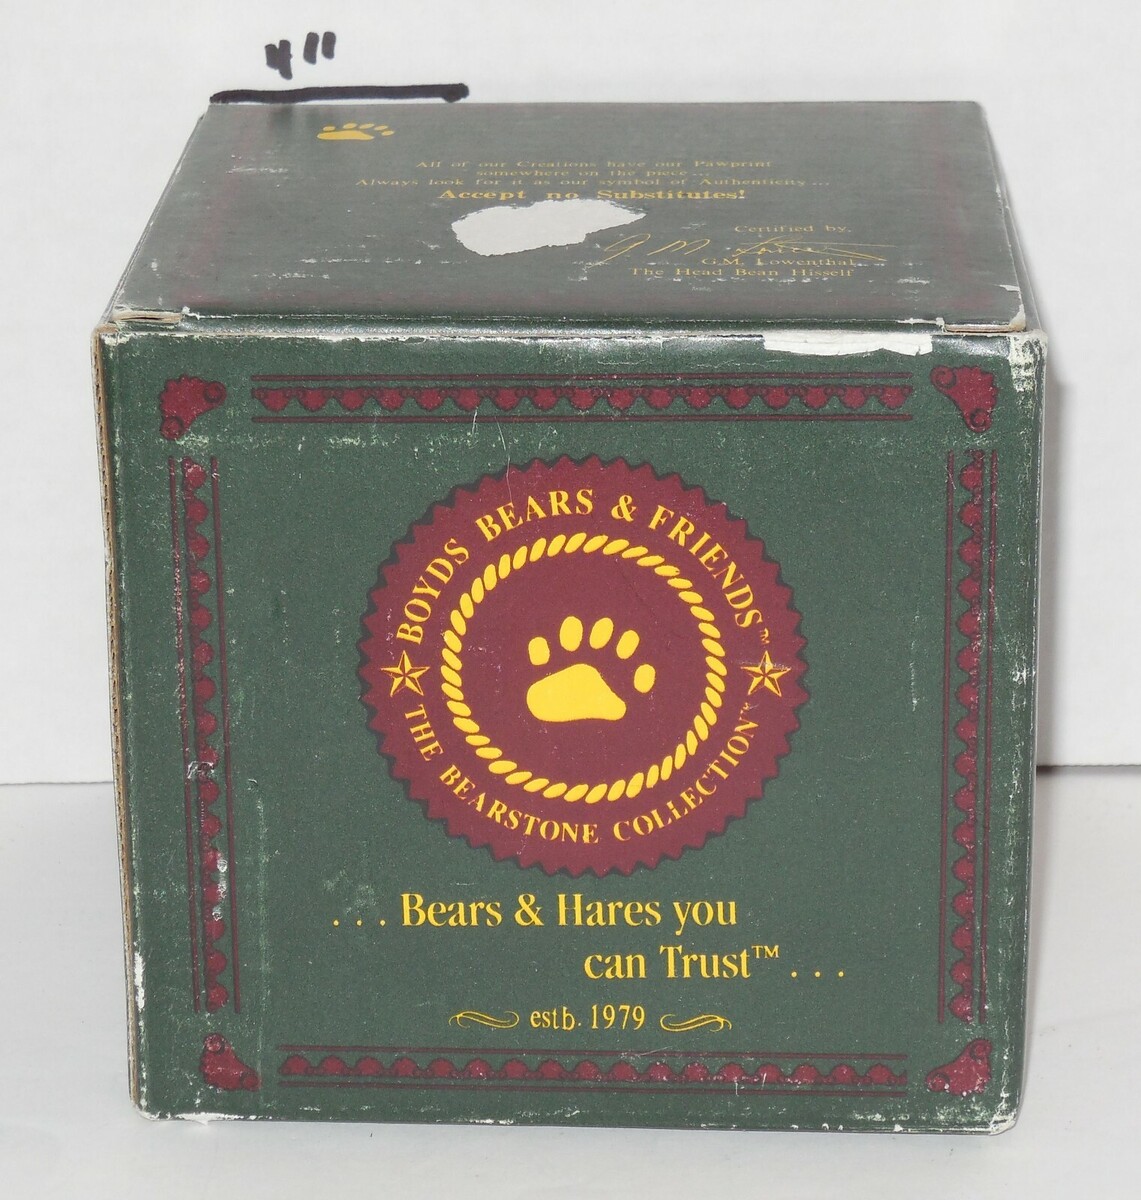 4"
All of our Creations have our Pawprint
somewhere on the piece...
Always look for it as our symbol of Authenticity...
Accept no Substitutes!
Certified by,
G.M. Lowenthal
The Head Bean Hisself
BOYDS BEARS & FRIENDS™
THE BEARSTONE COLLECTION™
...Bears & Hares you
can Trust™...
estb. 1979